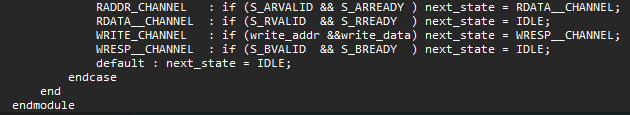 RADDR_CHANNEL   : if (S_ARVALID && S_ARREADY ) next_state = RDATA__CHANNEL;
RDATA__CHANNEL  : if (S_RVALID  && S_RREADY  ) next_state = IDLE;
WRITE_CHANNEL   : if (write_addr &&write_data) next_state = WRESP__CHANNEL;
WRESP__CHANNEL  : if (S_BVALID  && S_BREADY  ) next_state = IDLE;
default : next_state = IDLE;
endcase
end
endmodule